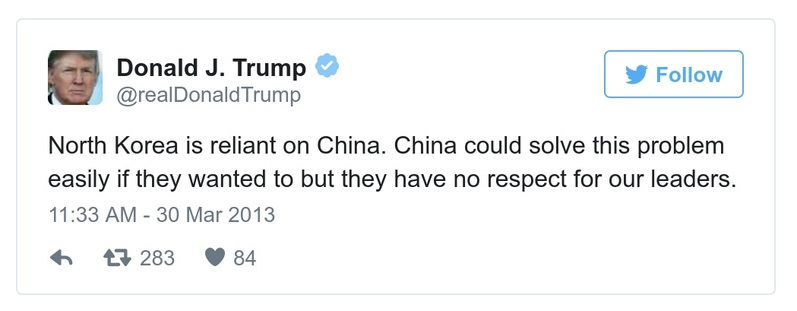 Donald J. Trump
@realDonaldTrump
Follow
North Korea is reliant on China. China could solve this problem
easily if they wanted to but they have no respect for our leaders.
11:33 AM - 30 Mar 2013
283 84